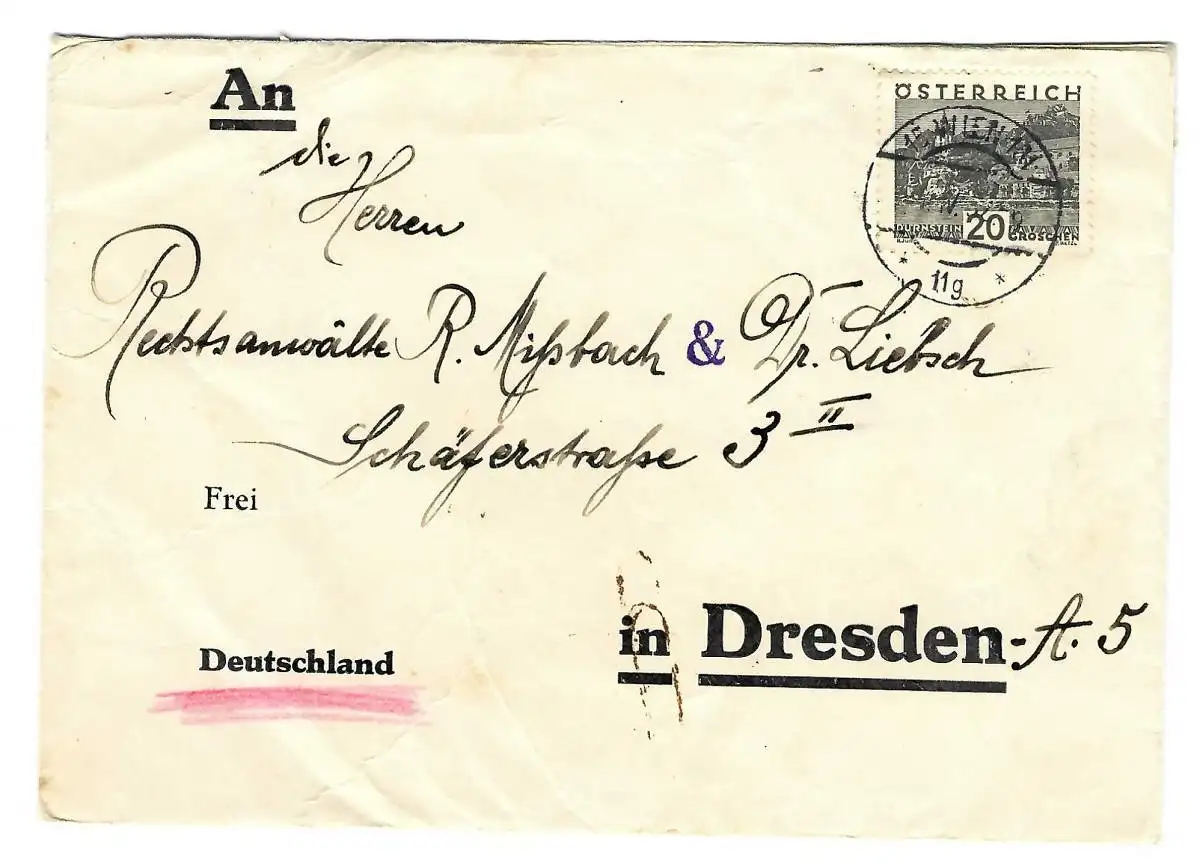 An
die
Herren
Rechtsanwälte R. Mißbach & Dr. Liebsch
Schäferstraße 3 II
Frei
in Dresden-A. 5
Deutschland
ÖSTERREICH
WIEN
DÜRNSTEIN 20 GROSCHEN
* 11g *